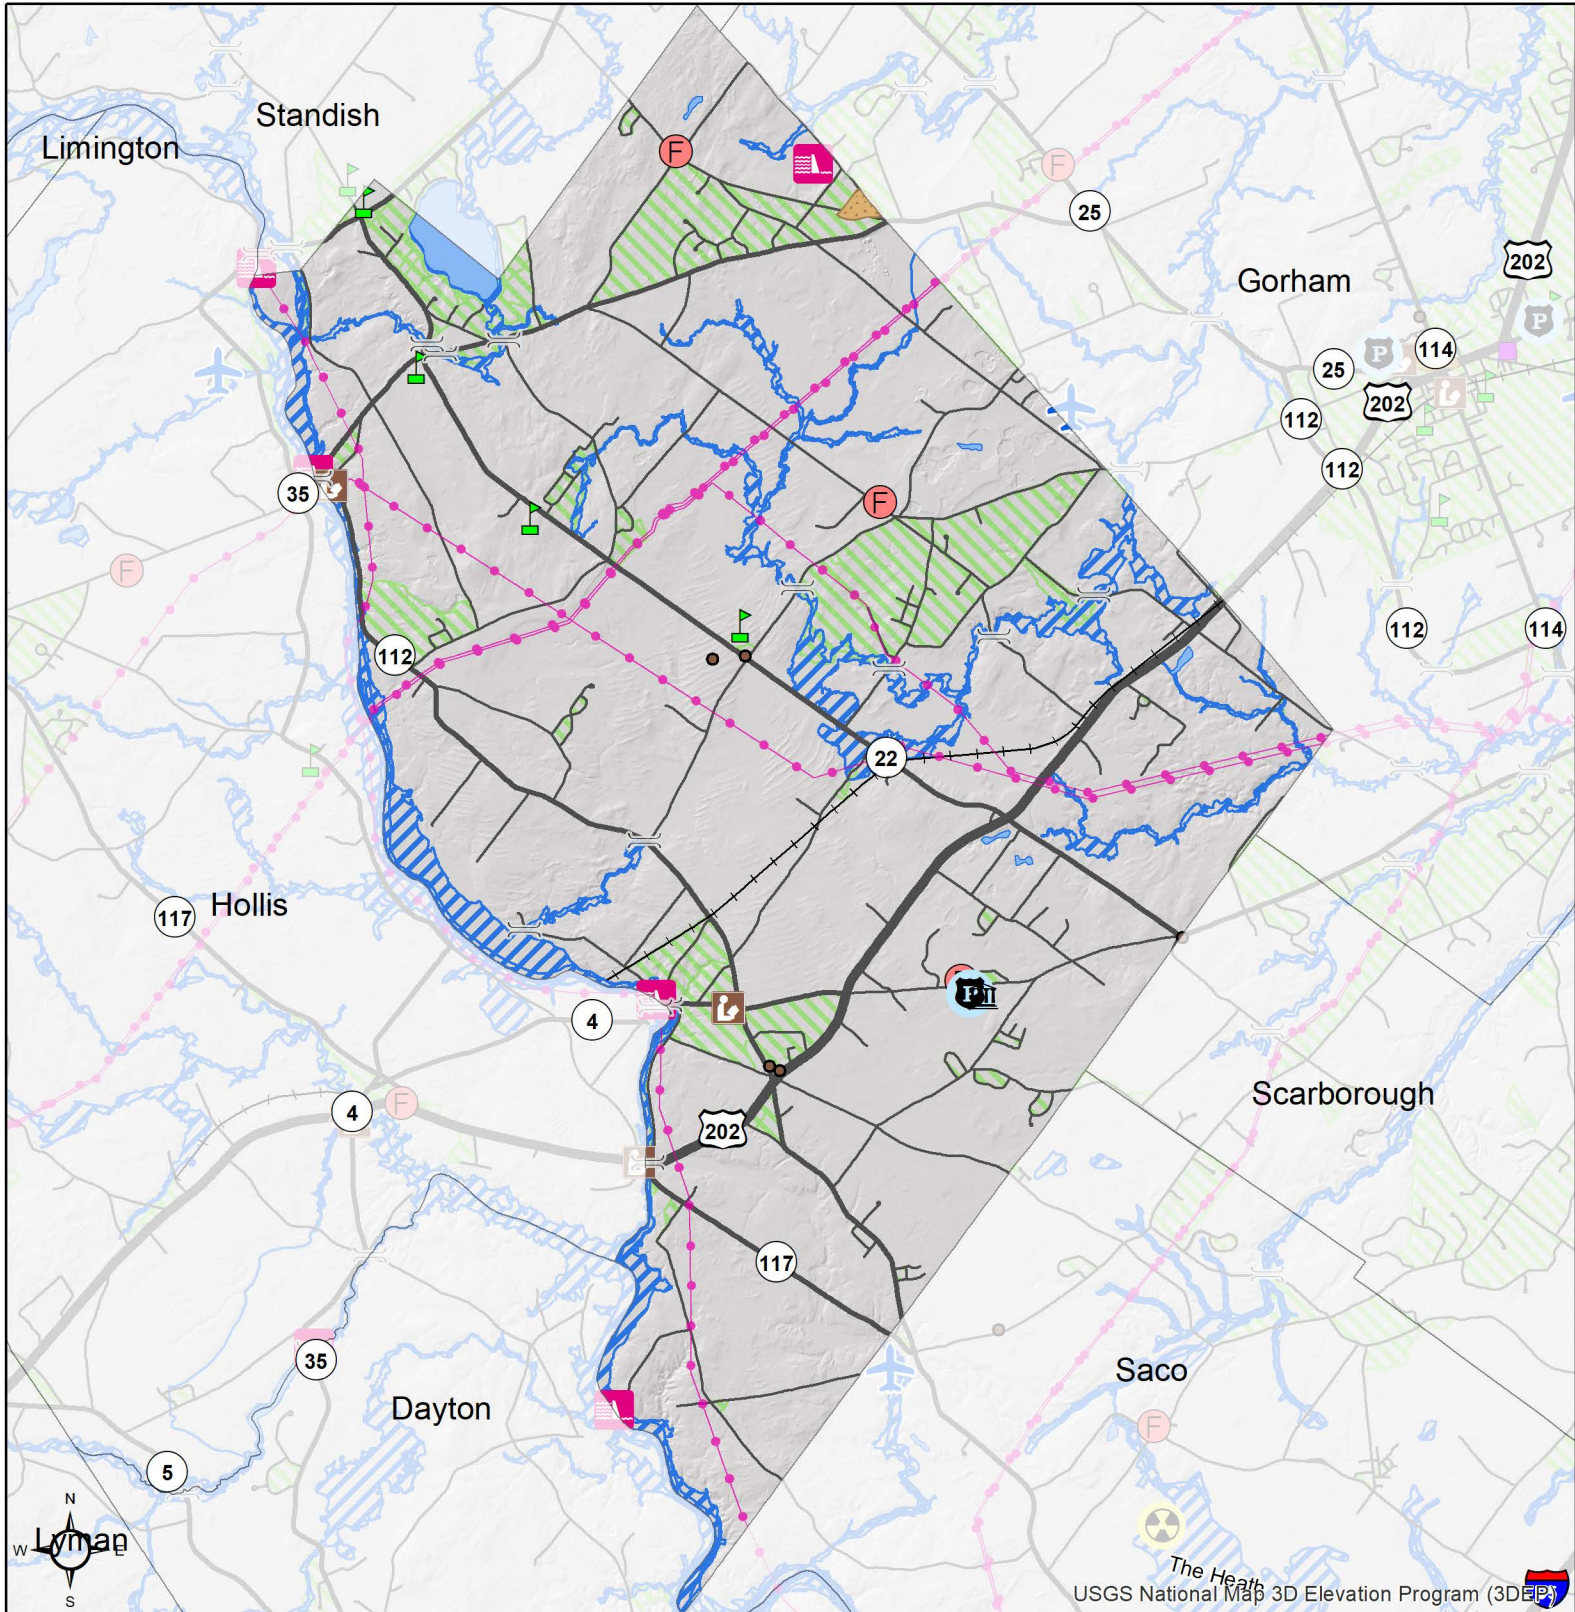 Standish
Limington
F
F
25
202
Gorham
P
P
114
25
202
112
112
35
F
F
112
112
114
22
Hollis
117
P
4
Scarborough
4
F
202
117
35
Saco
Dayton
F
5
N
W
Lyman
E
S
The Heath
USGS National Map 3D Elevation Program (3DEP)